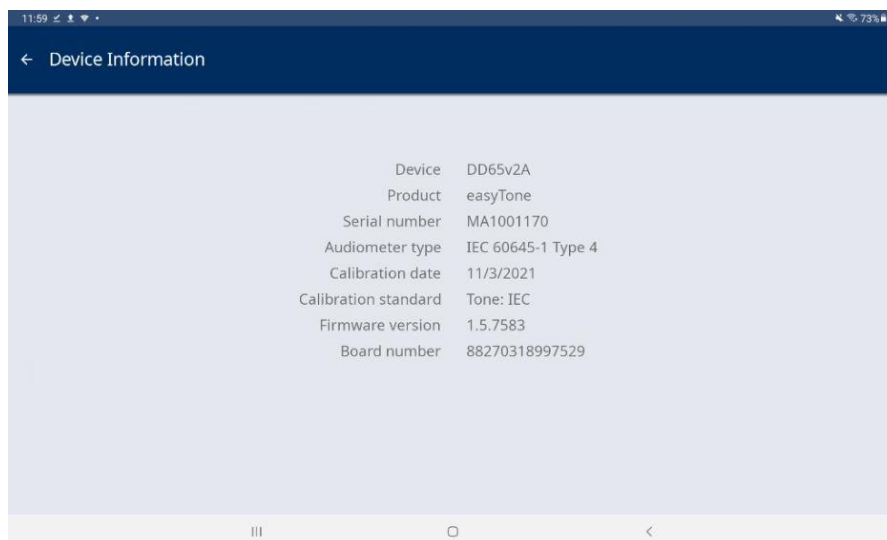 11:59
73%
Device Information
Device DD65v2A
Product easyTone
Serial number MA1001170
Audiometer type IEC 60645-1 Type 4
Calibration date 11/3/2021
Calibration standard Tone: IEC
Firmware version 1.5.7583
Board number 88270318997529